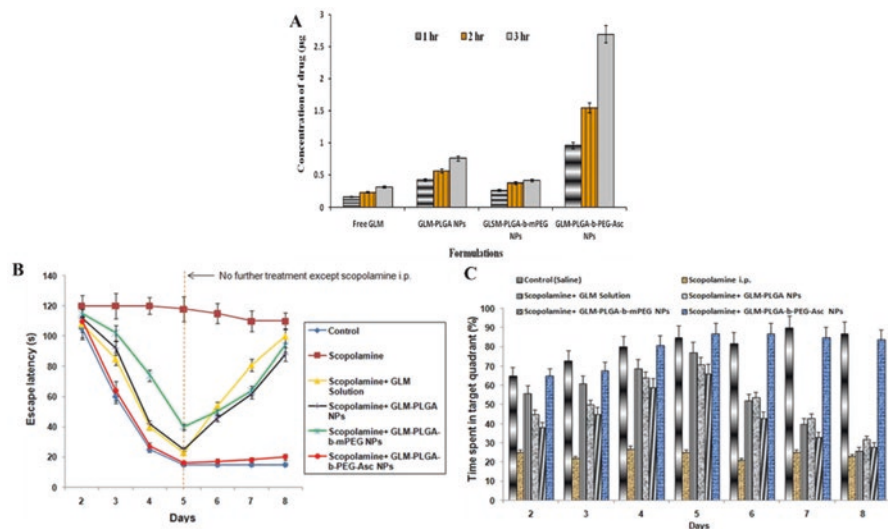 A
Concentration of drug (µg
3
2.5
2
1.5
1
0.5
0
1 hr
2 hr
3 hr
Free GLM
GLM-PLGA NPs
GLSM-PLGA-b-mPEG
NPs
GLM-PLGA-b-PEG-Asc
NPs
Formulations
B
No further treatment except scopolamine i.p.
Escape latency (s)
140
120
100
80
60
40
20
0
2
3
4
5
6
7
8
Days
Control
Scopolamine
Scopolamine+ GLM
Solution
Scopolamine+ GLM-PLGA
NPs
Scopolamine+ GLM-PLGA-
b-mPEG NPs
Scopolamine+ GLM-PLGA-
b-PEG-Asc NPs
C
Control (Saline)
Scopolamine i.p.
Scopolamine+ GLM Solution
Scopolamine+ GLM-PLGA NPs
Scopolamine+ GLM-PLGA-b-mPEG NPs
Scopolamine+ GLM-PLGA-b-PEG-Asc NPs
Time spent in target quadrant (%)
100
90
80
70
60
50
40
30
20
10
0
2
3
4
5
6
7
8
Days